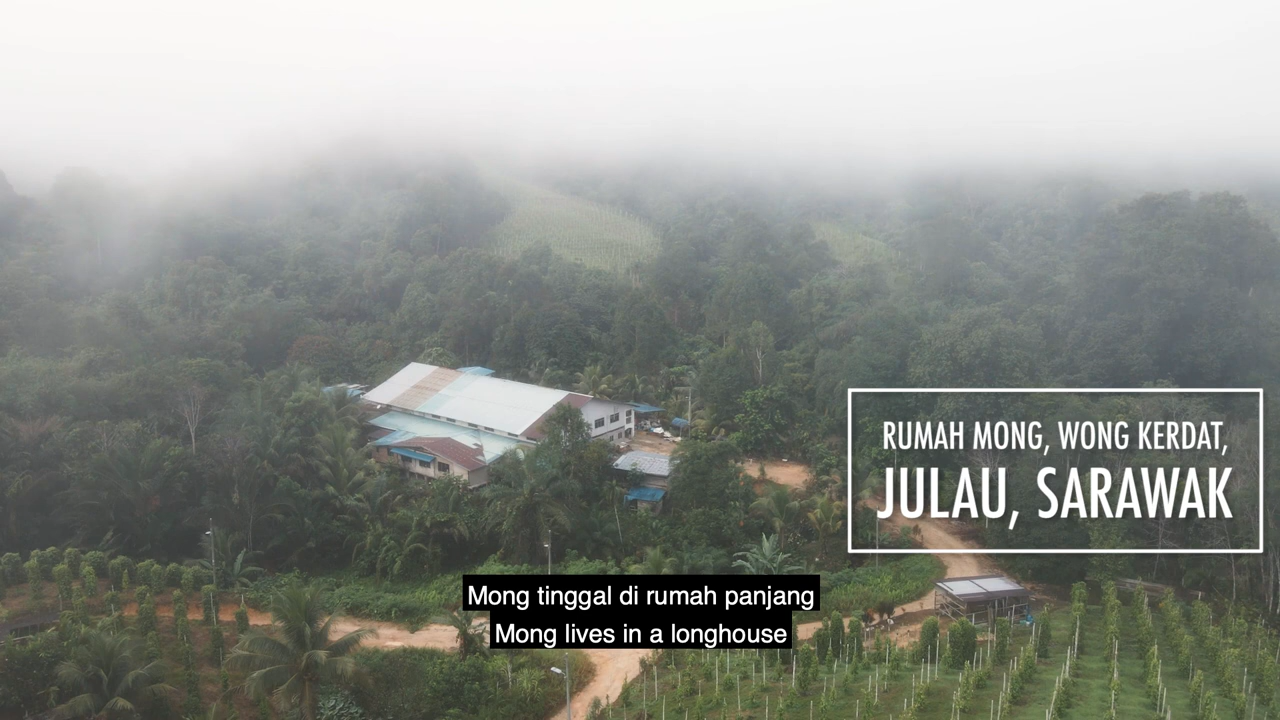 RUMAH MONG, WONG KERDAT,
JULAU, SARAWAK
Mong tinggal di rumah panjang
Mong lives in a longhouse